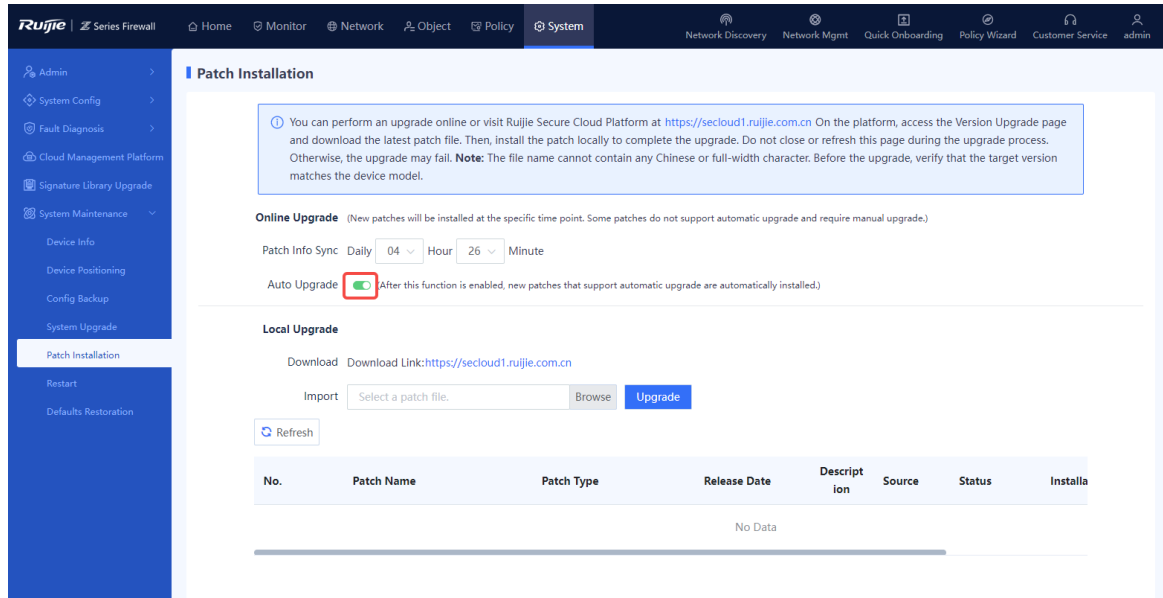 Ruijie | Z Series Firewall
Home
Monitor
Network
Object
Policy
System
Network Discovery
Network Mgmt
Quick Onboarding
Policy Wizard
Customer Service
admin
Admin
System Config
Fault Diagnosis
Cloud Management Platform
Signature Library Upgrade
System Maintenance
Device Info
Device Positioning
Config Backup
System Upgrade
Patch Installation
Restart
Defaults Restoration
Patch Installation
You can perform an upgrade online or visit Ruijie Secure Cloud Platform at https://secloud1.ruijie.com.cn On the platform, access the Version Upgrade page
and download the latest patch file. Then, install the patch locally to complete the upgrade. Do not close or refresh this page during the upgrade process.
Otherwise, the upgrade may fail. Note: The file name cannot contain any Chinese or full-width character. Before the upgrade, verify that the target version
matches the device model.
Online Upgrade (New patches will be installed at the specific time point. Some patches do not support automatic upgrade and require manual upgrade.)
Patch Info Sync Daily 04 Hour 26 Minute
Auto Upgrade (After this function is enabled, new patches that support automatic upgrade are automatically installed.)
Local Upgrade
Download Download Link:https://secloud1.ruijie.com.cn
Import Select a patch file. Browse Upgrade
Refresh
No. Patch Name Patch Type Release Date Descript
ion Source Status Installa
No Data